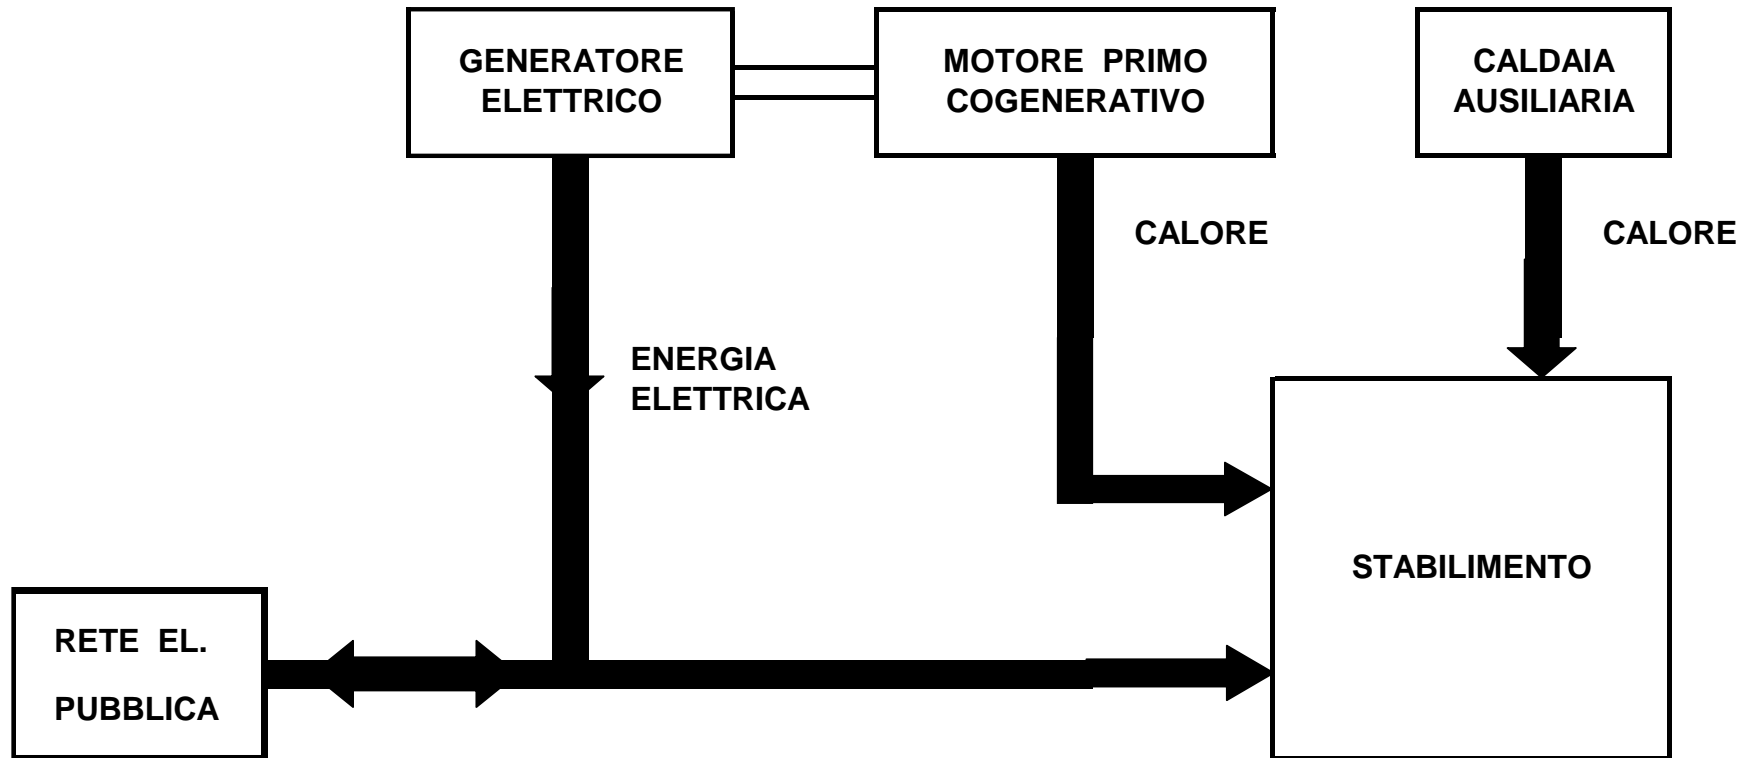 GENERATORE
ELETTRICO
MOTORE PRIMO
COGENERATIVO
CALDAIA
AUSILIARIA
CALORE
CALORE
ENERGIA
ELETTRICA
STABILIMENTO
RETE EL.
PUBBLICA